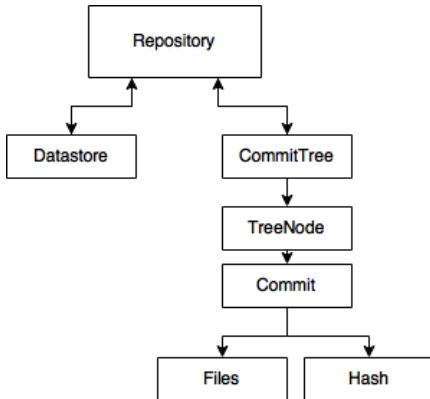 Repository
Datastore
CommitTree
TreeNode
Commit
Files
Hash